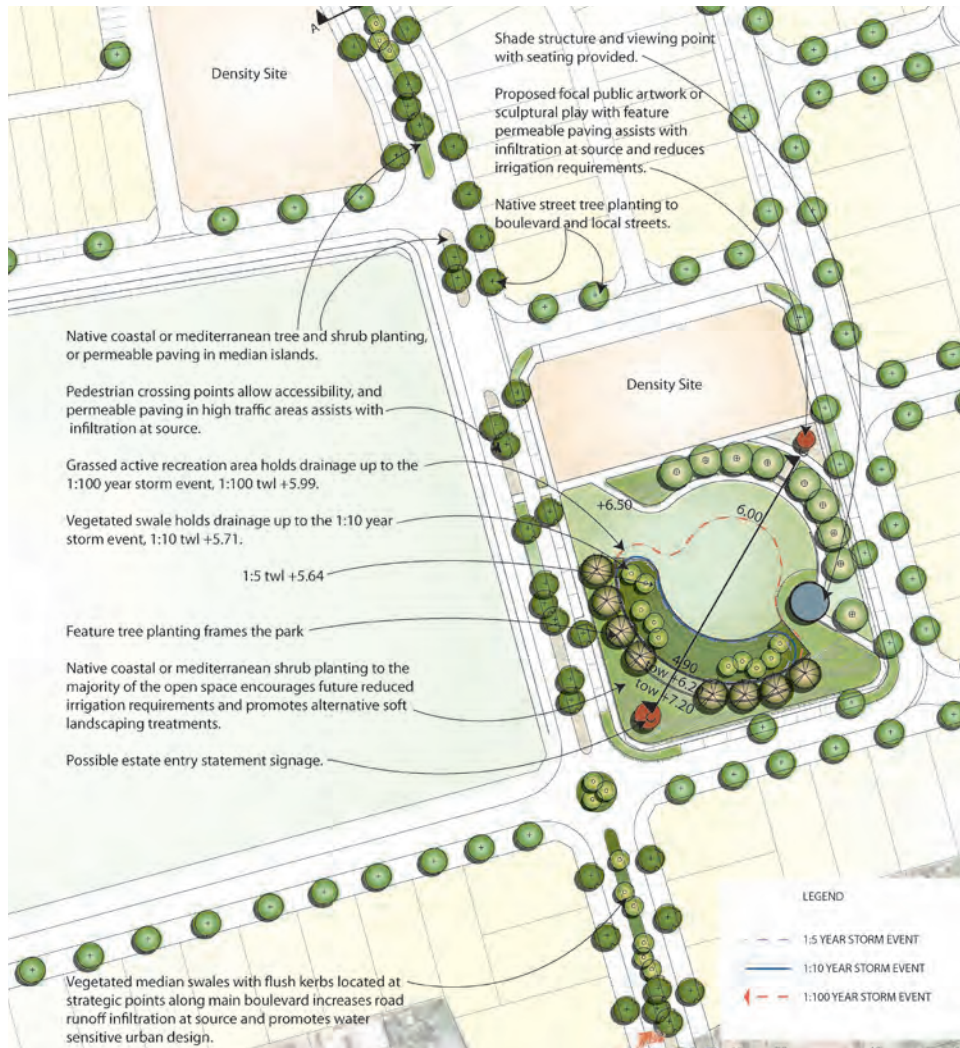 A
Density Site
Shade structure and viewing point
with seating provided.
Proposed focal public artwork or
sculptural play with feature
permeable paving assists with
infiltration at source and reduces
irrigation requirements.
Native street tree planting to
boulevard and local streets.
Native coastal or mediterranean tree and shrub planting,
or permeable paving in median islands.
Pedestrian crossing points allow accessibility, and
permeable paving in high traffic areas assists with
infiltration at source.
Grassed active recreation area holds drainage up to the
1:100 year storm event, 1:100 twl +5.99.
Vegetated swale holds drainage up to the 1:10 year
storm event, 1:10 twl +5.71.
1:5 twl +5.64
Feature tree planting frames the park
Native coastal or mediterranean shrub planting to the
majority of the open space encourages future reduced
irrigation requirements and promotes alternative soft
landscaping treatments.
Possible estate entry statement signage.
Density Site
+6.50
6.00
4.90
tow +6.2
tow +7.20
Vegetated median swales with flush kerbs located at
strategic points along main boulevard increases road
runoff infiltration at source and promotes water
sensitive urban design.
LEGEND
1:5 YEAR STORM EVENT
1:10 YEAR STORM EVENT
1:100 YEAR STORM EVENT